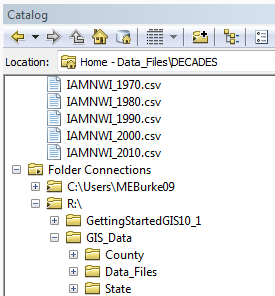 Catalog
Location: Home - Data_Files\DECADES
IAMNWI_1970.csv
IAMNWI_1980.csv
IAMNWI_1990.csv
IAMNWI_2000.csv
IAMNWI_2010.csv
Folder Connections
C:\Users\MEBurke09
R:\
GettingStartedGIS10_1
GIS_Data
County
Data_Files
State